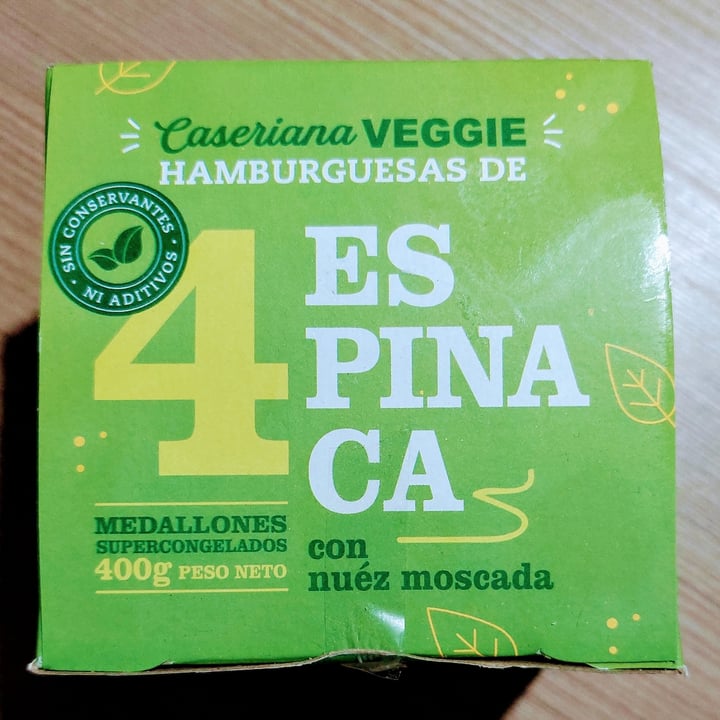 Caseriana VEGGIE
HAMBURGUESAS DE
SIN CONSERVANTES
NI ADITIVOS
4
ES
PINA
CA
MEDALLONES
SUPERCONGELADOS
400g PESO NETO
con
nuéz moscada